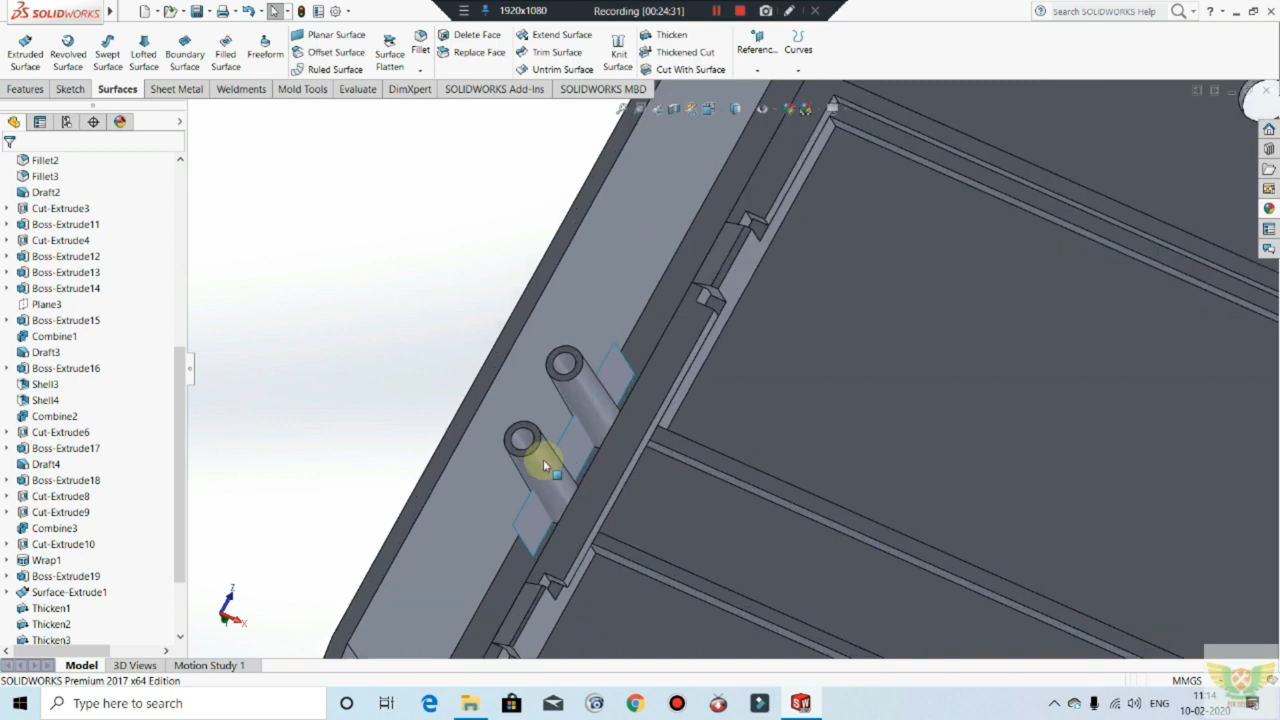 SOLIDWORKS
1920x1080
Recording [00:24:31]
Search SOLIDWORKS Help
Extruded Surface
Revolved Surface
Swept Surface
Lofted Surface
Boundary Surface
Filled Surface
Freeform
Planar Surface
Offset Surface
Ruled Surface
Surface Flatten
Fillet
Delete Face
Replace Face
Extend Surface
Trim Surface
Untrim Surface
Knit Surface
Thicken
Thickened Cut
Cut With Surface
Referenc...
Curves
Features
Sketch
Surfaces
Sheet Metal
Weldments
Mold Tools
Evaluate
DimXpert
SOLIDWORKS Add-Ins
SOLIDWORKS MBD
Fillet2
Fillet3
Draft2
Cut-Extrude3
Boss-Extrude11
Cut-Extrude4
Boss-Extrude12
Boss-Extrude13
Boss-Extrude14
Plane3
Boss-Extrude15
Combine1
Draft3
Boss-Extrude16
Shell3
Shell4
Combine2
Cut-Extrude6
Boss-Extrude17
Draft4
Boss-Extrude18
Cut-Extrude8
Cut-Extrude9
Combine3
Cut-Extrude10
Wrap1
Boss-Extrude19
Surface-Extrude1
Thicken1
Thicken2
Thicken3
Z
X
Model
3D Views
Motion Study 1
SOLIDWORKS Premium 2017 x64 Edition
MMGS
Type here to search
ENG
11:14
10-02-2020